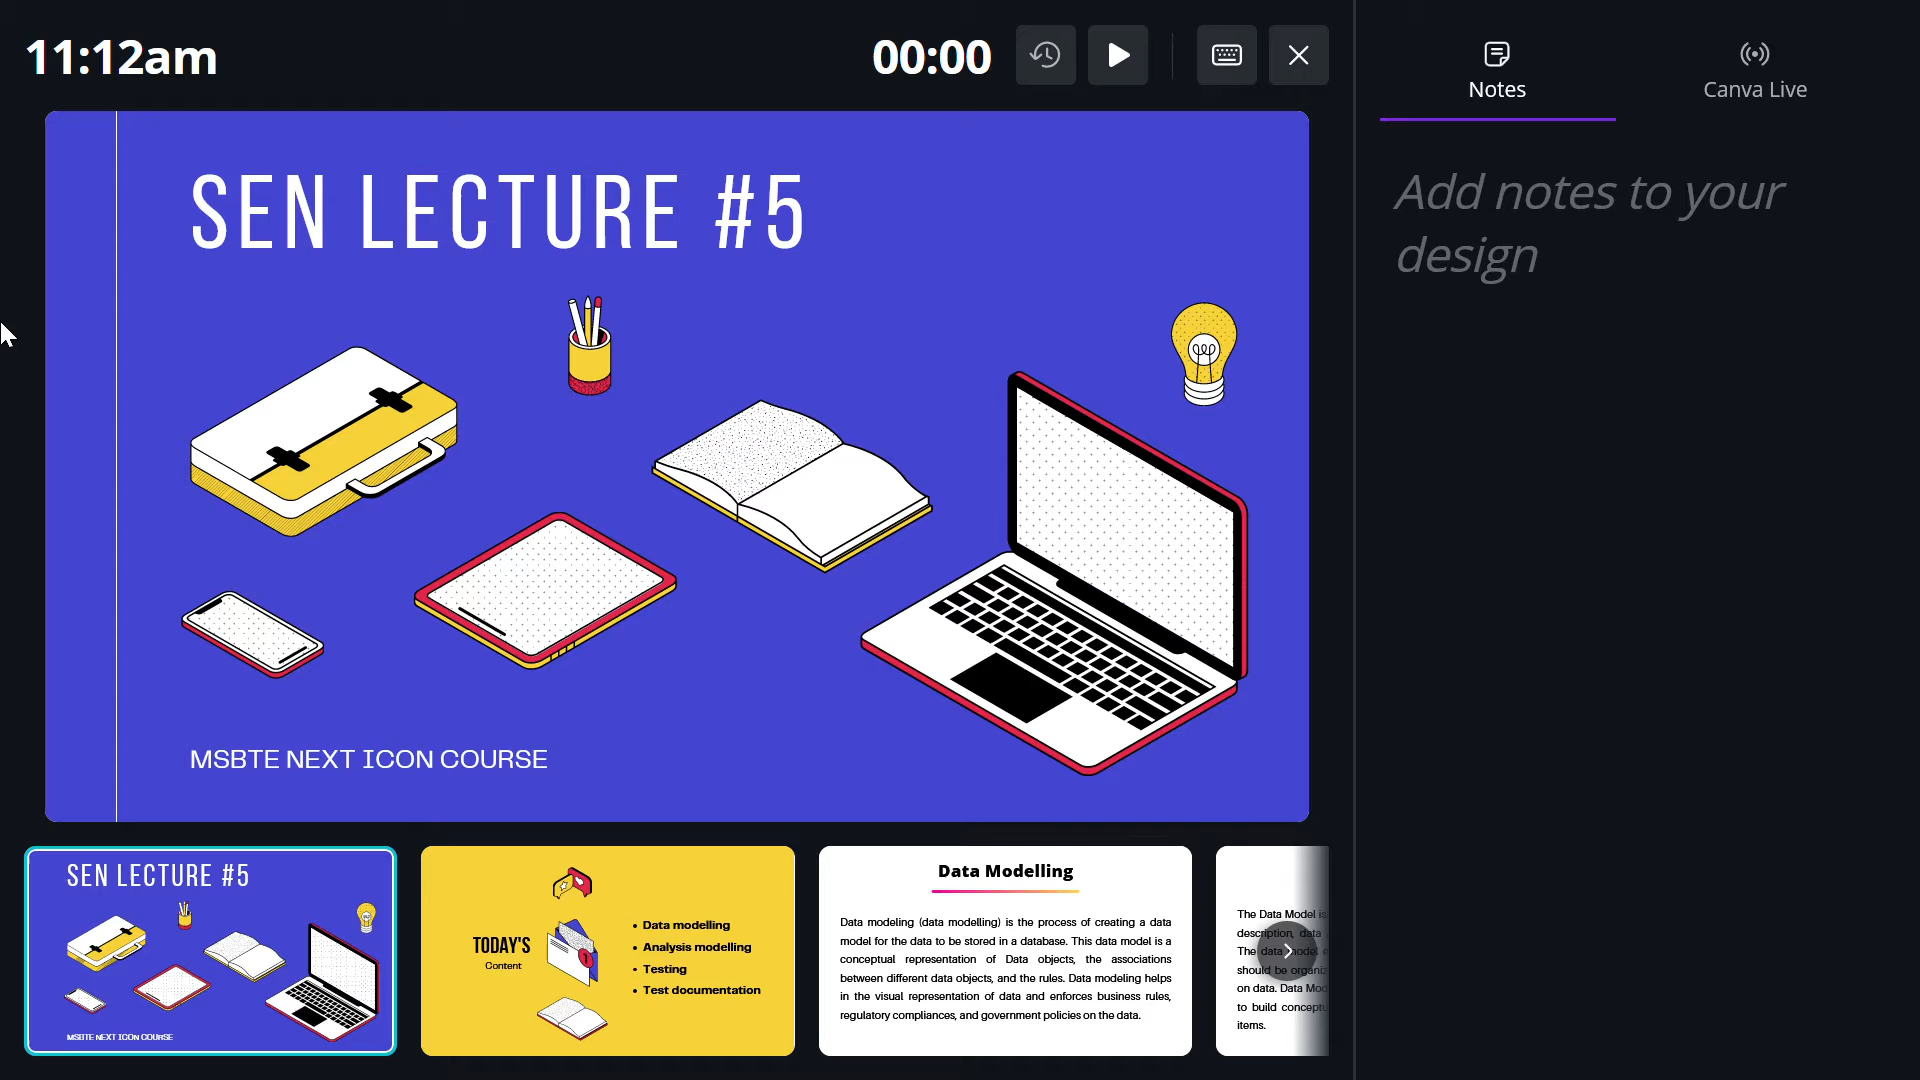 11:12am
00:00
Notes
Canva Live
Add notes to your
design
SEN LECTURE #5
MSBTE NEXT ICON COURSE
SEN LECTURE #5
MSBTE NEXT ICON COURSE
TODAY'S
Content
• Data modelling
• Analysis modelling
• Testing
• Test documentation
Data Modelling
Data modeling (data modelling) is the process of creating a data
model for the data to be stored in a database. This data model is a
conceptual representation of Data objects, the associations
between different data objects, and the rules. Data modeling helps
in the visual representation of data and enforces business rules,
regulatory compliances, and government policies on the data.
The Data Model is
description, data
The data model
should be
on data. Data
to build
items.